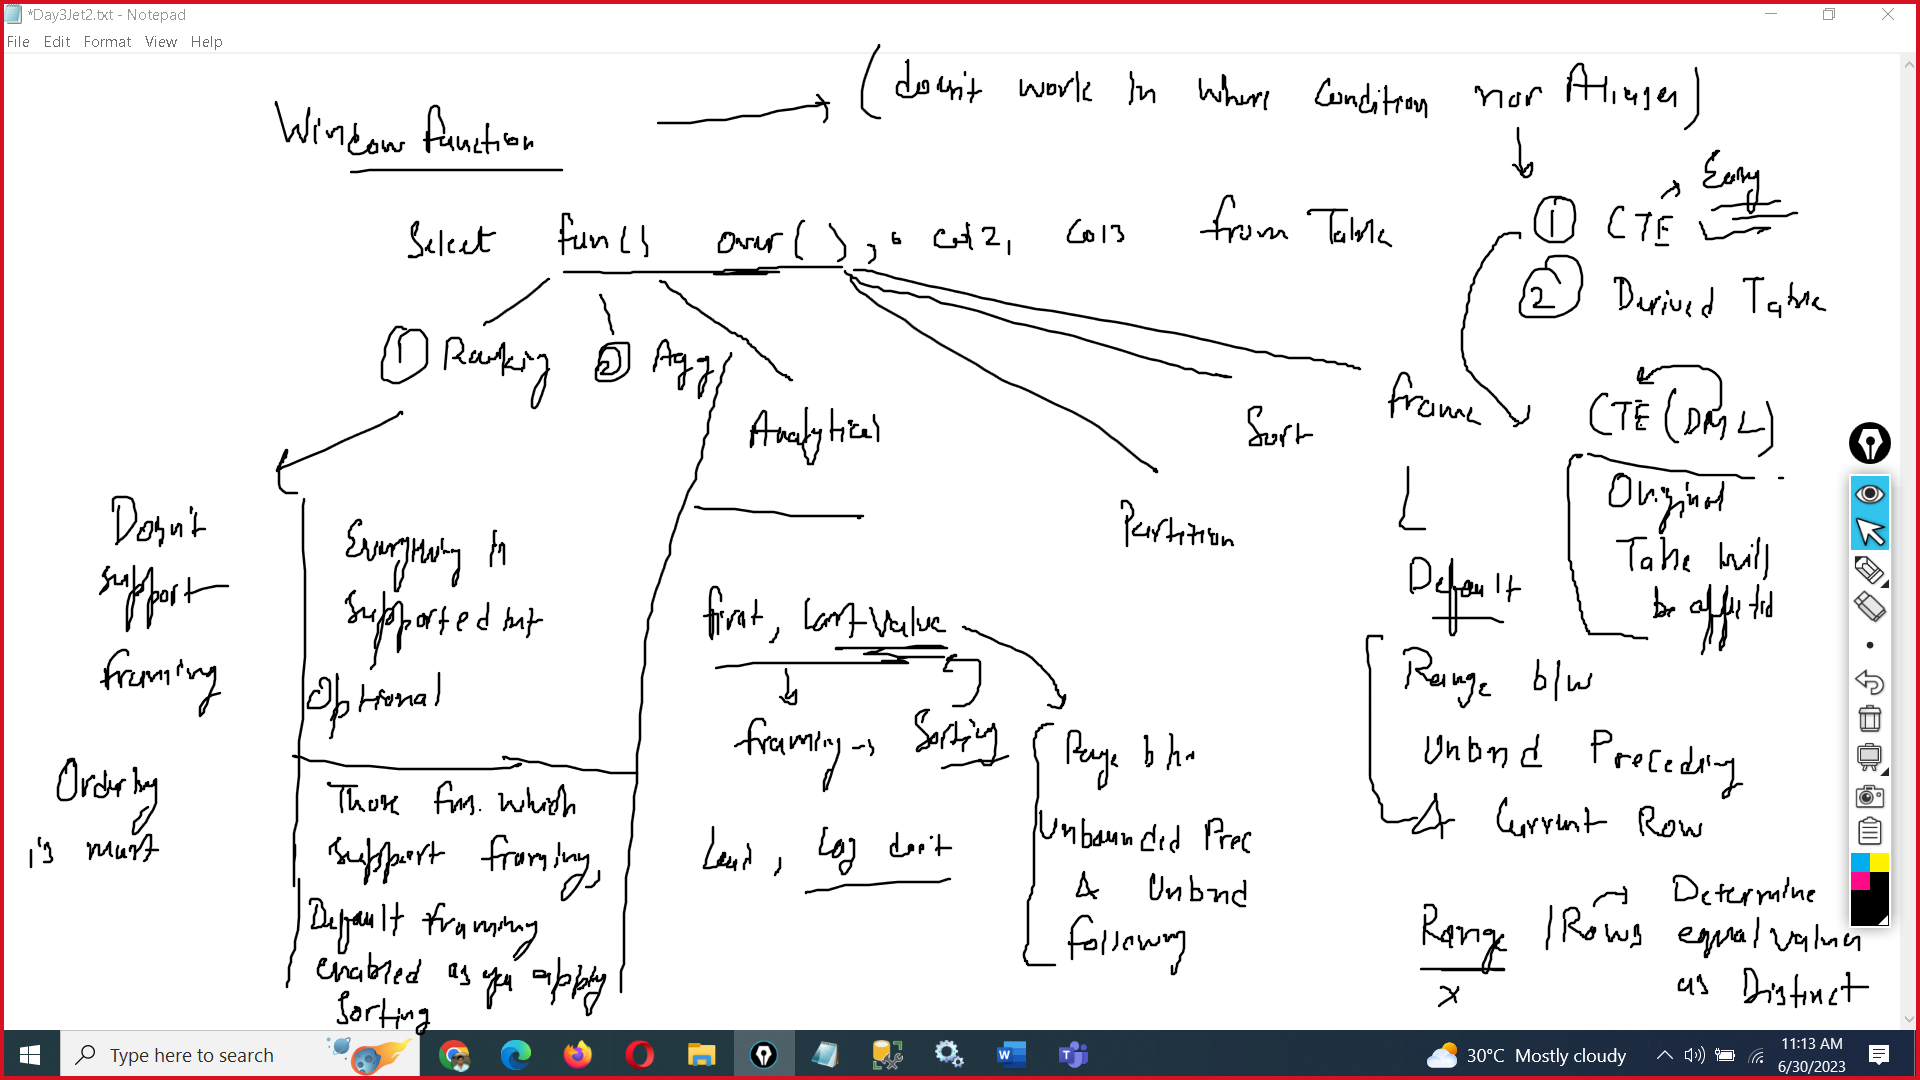 *Day3Jet2.txt - Notepad
File Edit Format View Help
Window function
(doesn't work In Where Condition nor Aliases)
Select fun() over( ), col2, col3 from Table
① CTE Easy
② Derived Table
① Ranking ② Agg
Analytical
Partition
Sort
frame
CTE (DML)
Original
Table will
be affected
Doesn't
support
framing
Order by
is must
Everything is
supported but
Optional
Those fns. which
support framing,
Default framing
enabled as you apply
Sorting
first, Last Value
framing → Sorting
Lead, Lag don't
Range b/w
Unbounded Prec
& Unbnd
following
Default
Range b/w
Unbnd Preceding
& Current Row
Range / Rows Determine
equal values
as Distinct
x
Type here to search
30°C Mostly cloudy
11:13 AM
6/30/2023